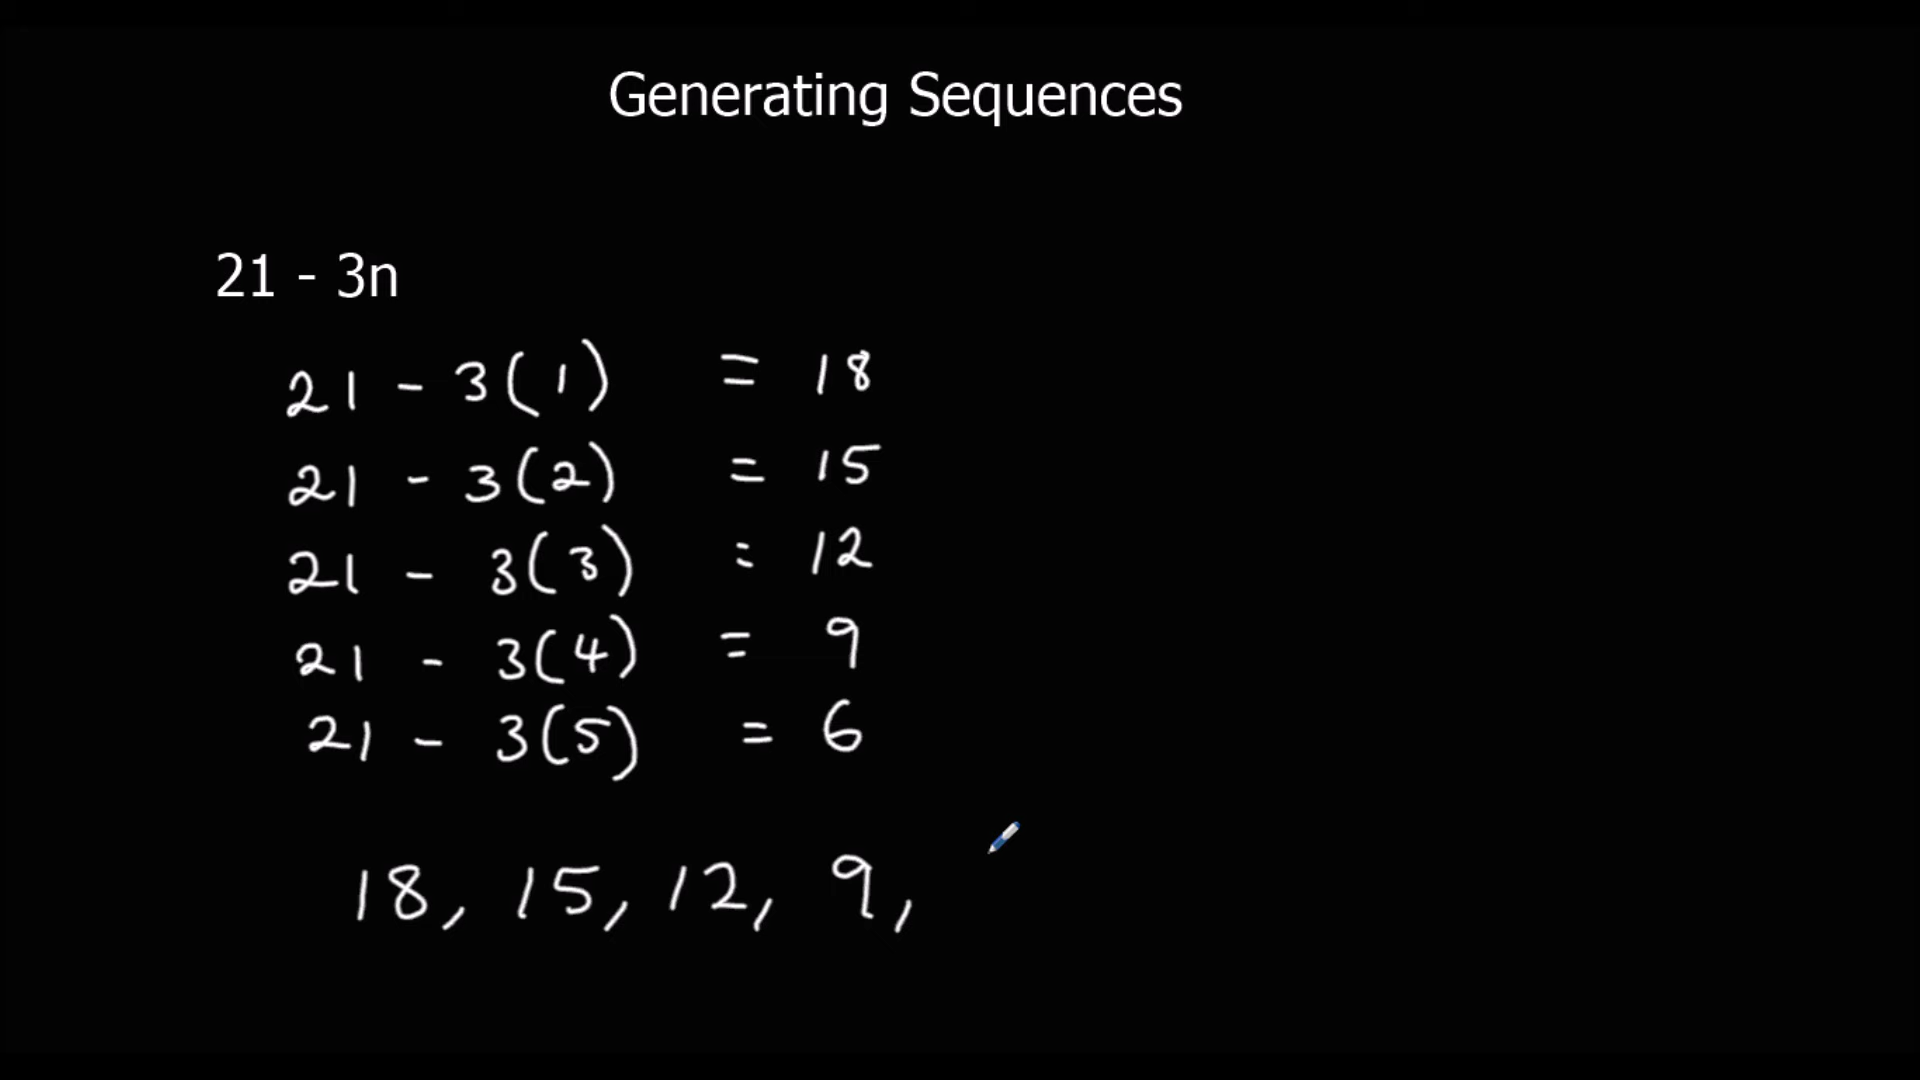 Generating Sequences
21 - 3n
21 - 3(1) = 18
21 - 3(2) = 15
21 - 3(3) = 12
21 - 3(4) = 9
21 - 3(5) = 6
18, 15, 12, 9,